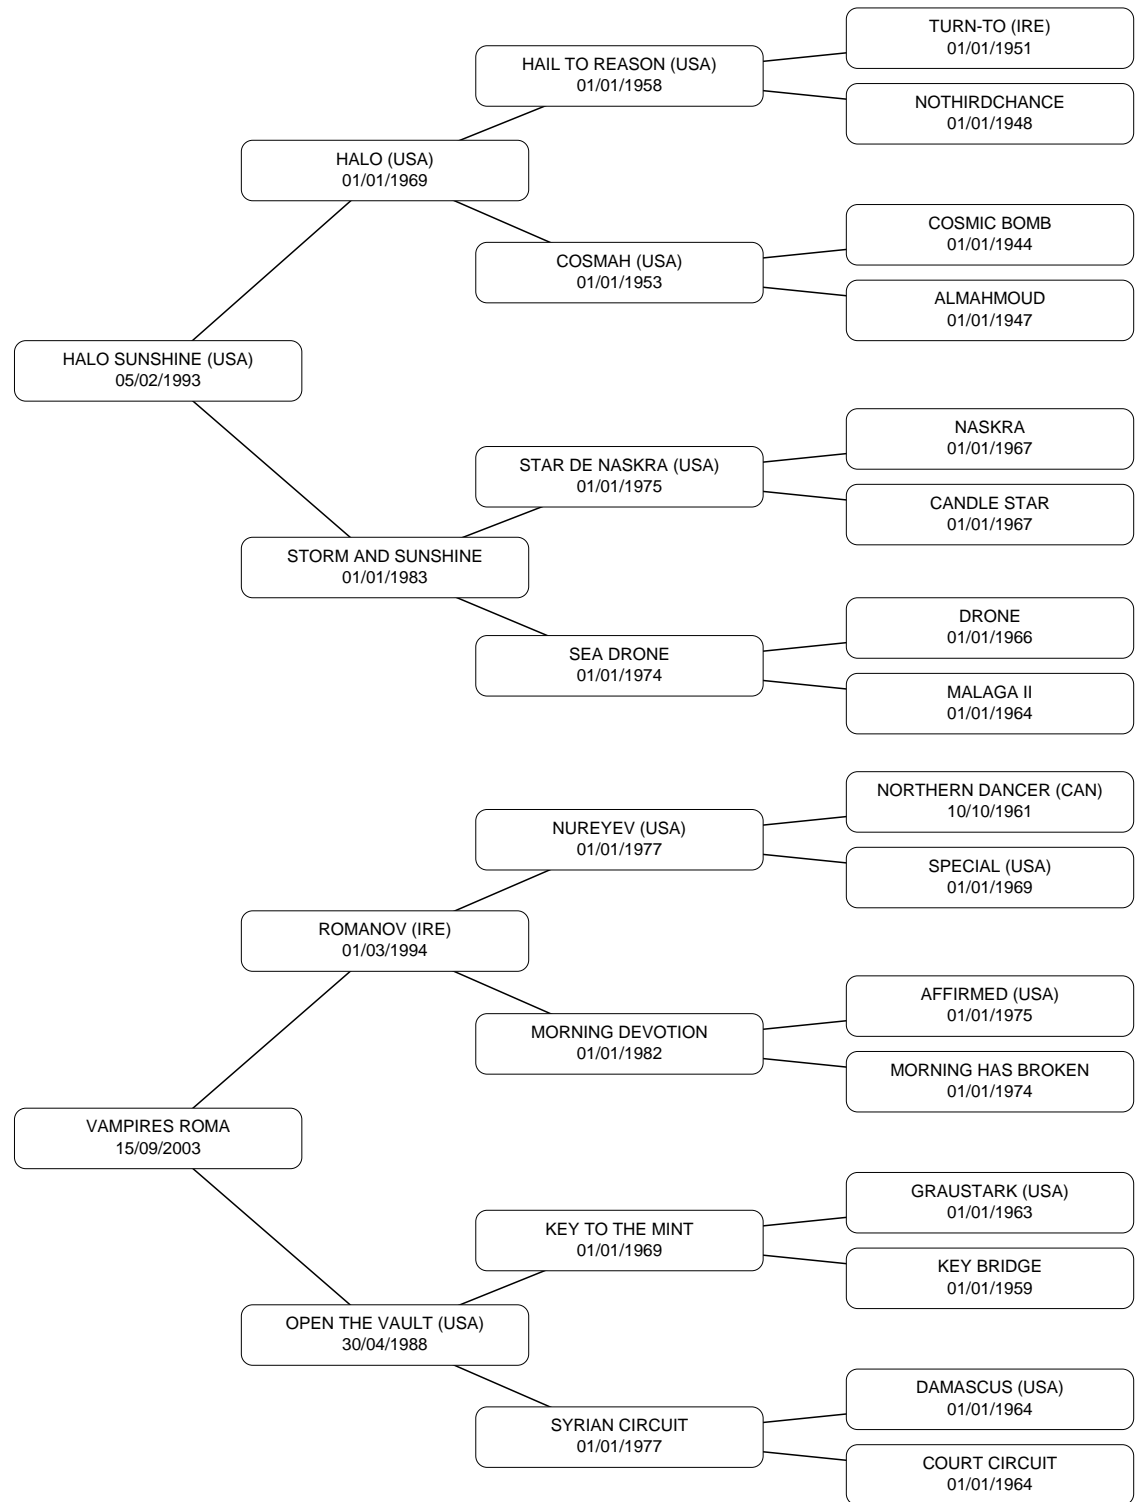 TURN-TO (IRE)
01/01/1951
HAIL TO REASON (USA)
01/01/1958
NOTHIRDCHANCE
01/01/1948
HALO (USA)
01/01/1969
COSMIC BOMB
01/01/1944
COSMAH (USA)
01/01/1953
ALMAHMOUD
01/01/1947
HALO SUNSHINE (USA)
05/02/1993
NASKRA
01/01/1967
STAR DE NASKRA (USA)
01/01/1975
CANDLE STAR
01/01/1967
STORM AND SUNSHINE
01/01/1983
DRONE
01/01/1966
SEA DRONE
01/01/1974
MALAGA II
01/01/1964
NORTHERN DANCER (CAN)
10/10/1961
NUREYEV (USA)
01/01/1977
SPECIAL (USA)
01/01/1969
ROMANOV (IRE)
01/03/1994
AFFIRMED (USA)
01/01/1975
MORNING DEVOTION
01/01/1982
MORNING HAS BROKEN
01/01/1974
VAMPIRES ROMA
15/09/2003
GRAUSTARK (USA)
01/01/1963
KEY TO THE MINT
01/01/1969
KEY BRIDGE
01/01/1959
OPEN THE VAULT (USA)
30/04/1988
DAMASCUS (USA)
01/01/1964
SYRIAN CIRCUIT
01/01/1977
COURT CIRCUIT
01/01/1964